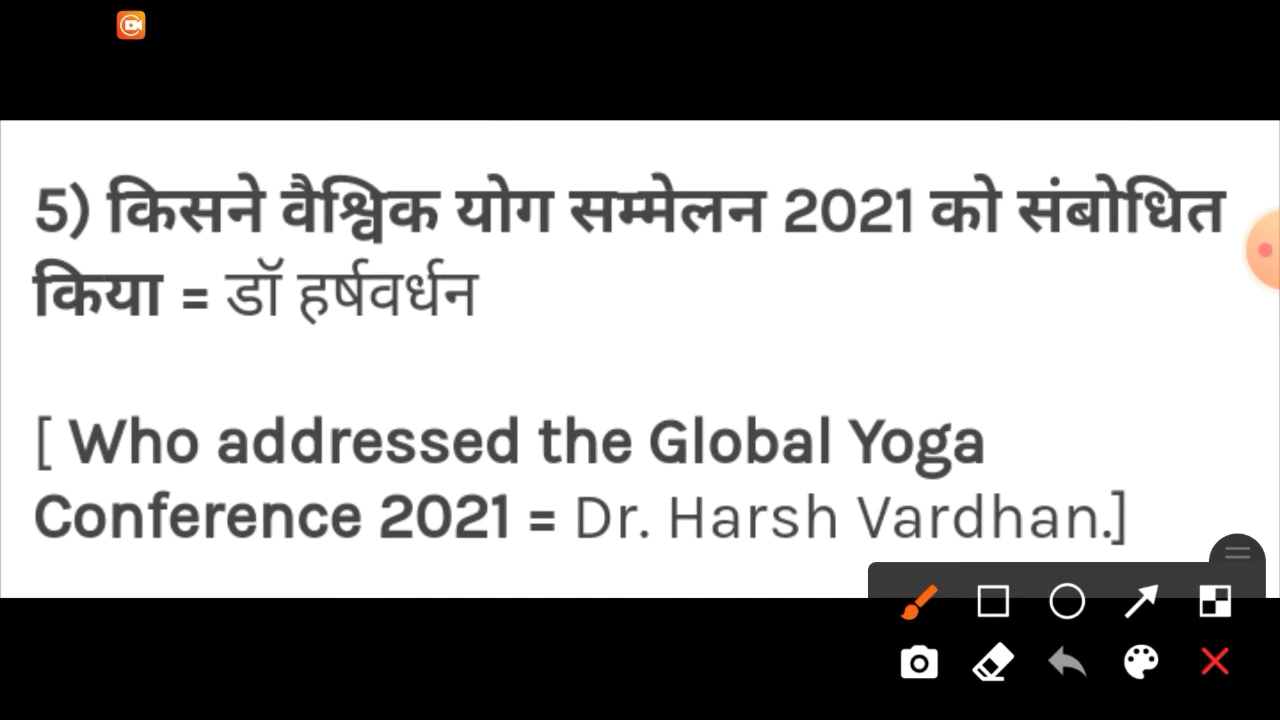 5) किसने वैश्विक योग सम्मेलन 2021 को संबोधित
किया = डॉ हर्षवर्धन
[ Who addressed the Global Yoga
Conference 2021 = Dr. Harsh Vardhan.]